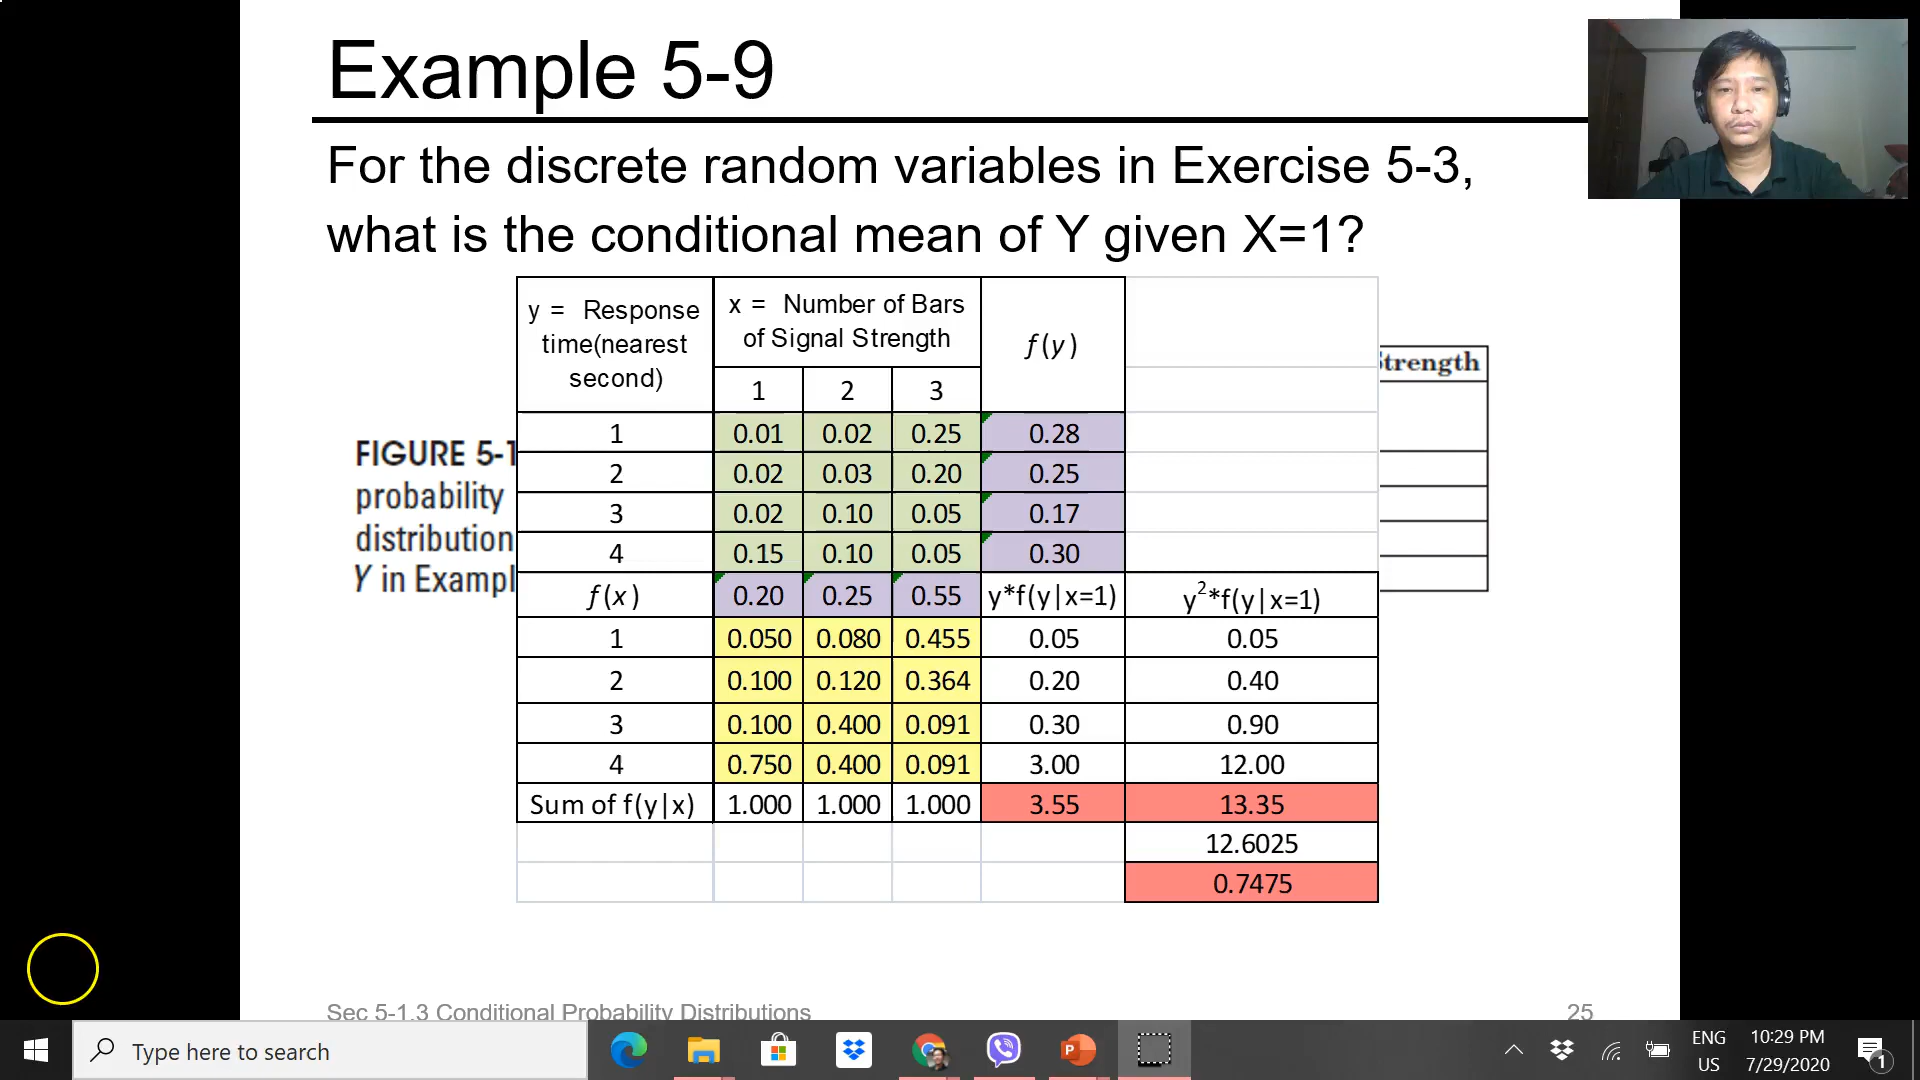 Example 5-9
For the discrete random variables in Exercise 5-3,
what is the conditional mean of Y given X=1?
y = Response
time(nearest
second)
x = Number of Bars
of Signal Strength
f(y)
1 2 3
1 0.01 0.02 0.25 0.28
2 0.02 0.03 0.20 0.25
3 0.02 0.10 0.05 0.17
4 0.15 0.10 0.05 0.30
f(x) 0.20 0.25 0.55 y*f(y|x=1) y²*f(y|x=1)
1 0.050 0.080 0.455 0.05 0.05
2 0.100 0.120 0.364 0.20 0.40
3 0.100 0.400 0.091 0.30 0.90
4 0.750 0.400 0.091 3.00 12.00
Sum of f(y|x) 1.000 1.000 1.000 3.55 13.35
12.6025
0.7475
Strength
FIGURE 5-1
probability
distribution
Y in Exampl
Sec 5-1.3 Conditional Probability Distributions
25
Type here to search
P
ENG
US
10:29 PM
7/29/2020
1